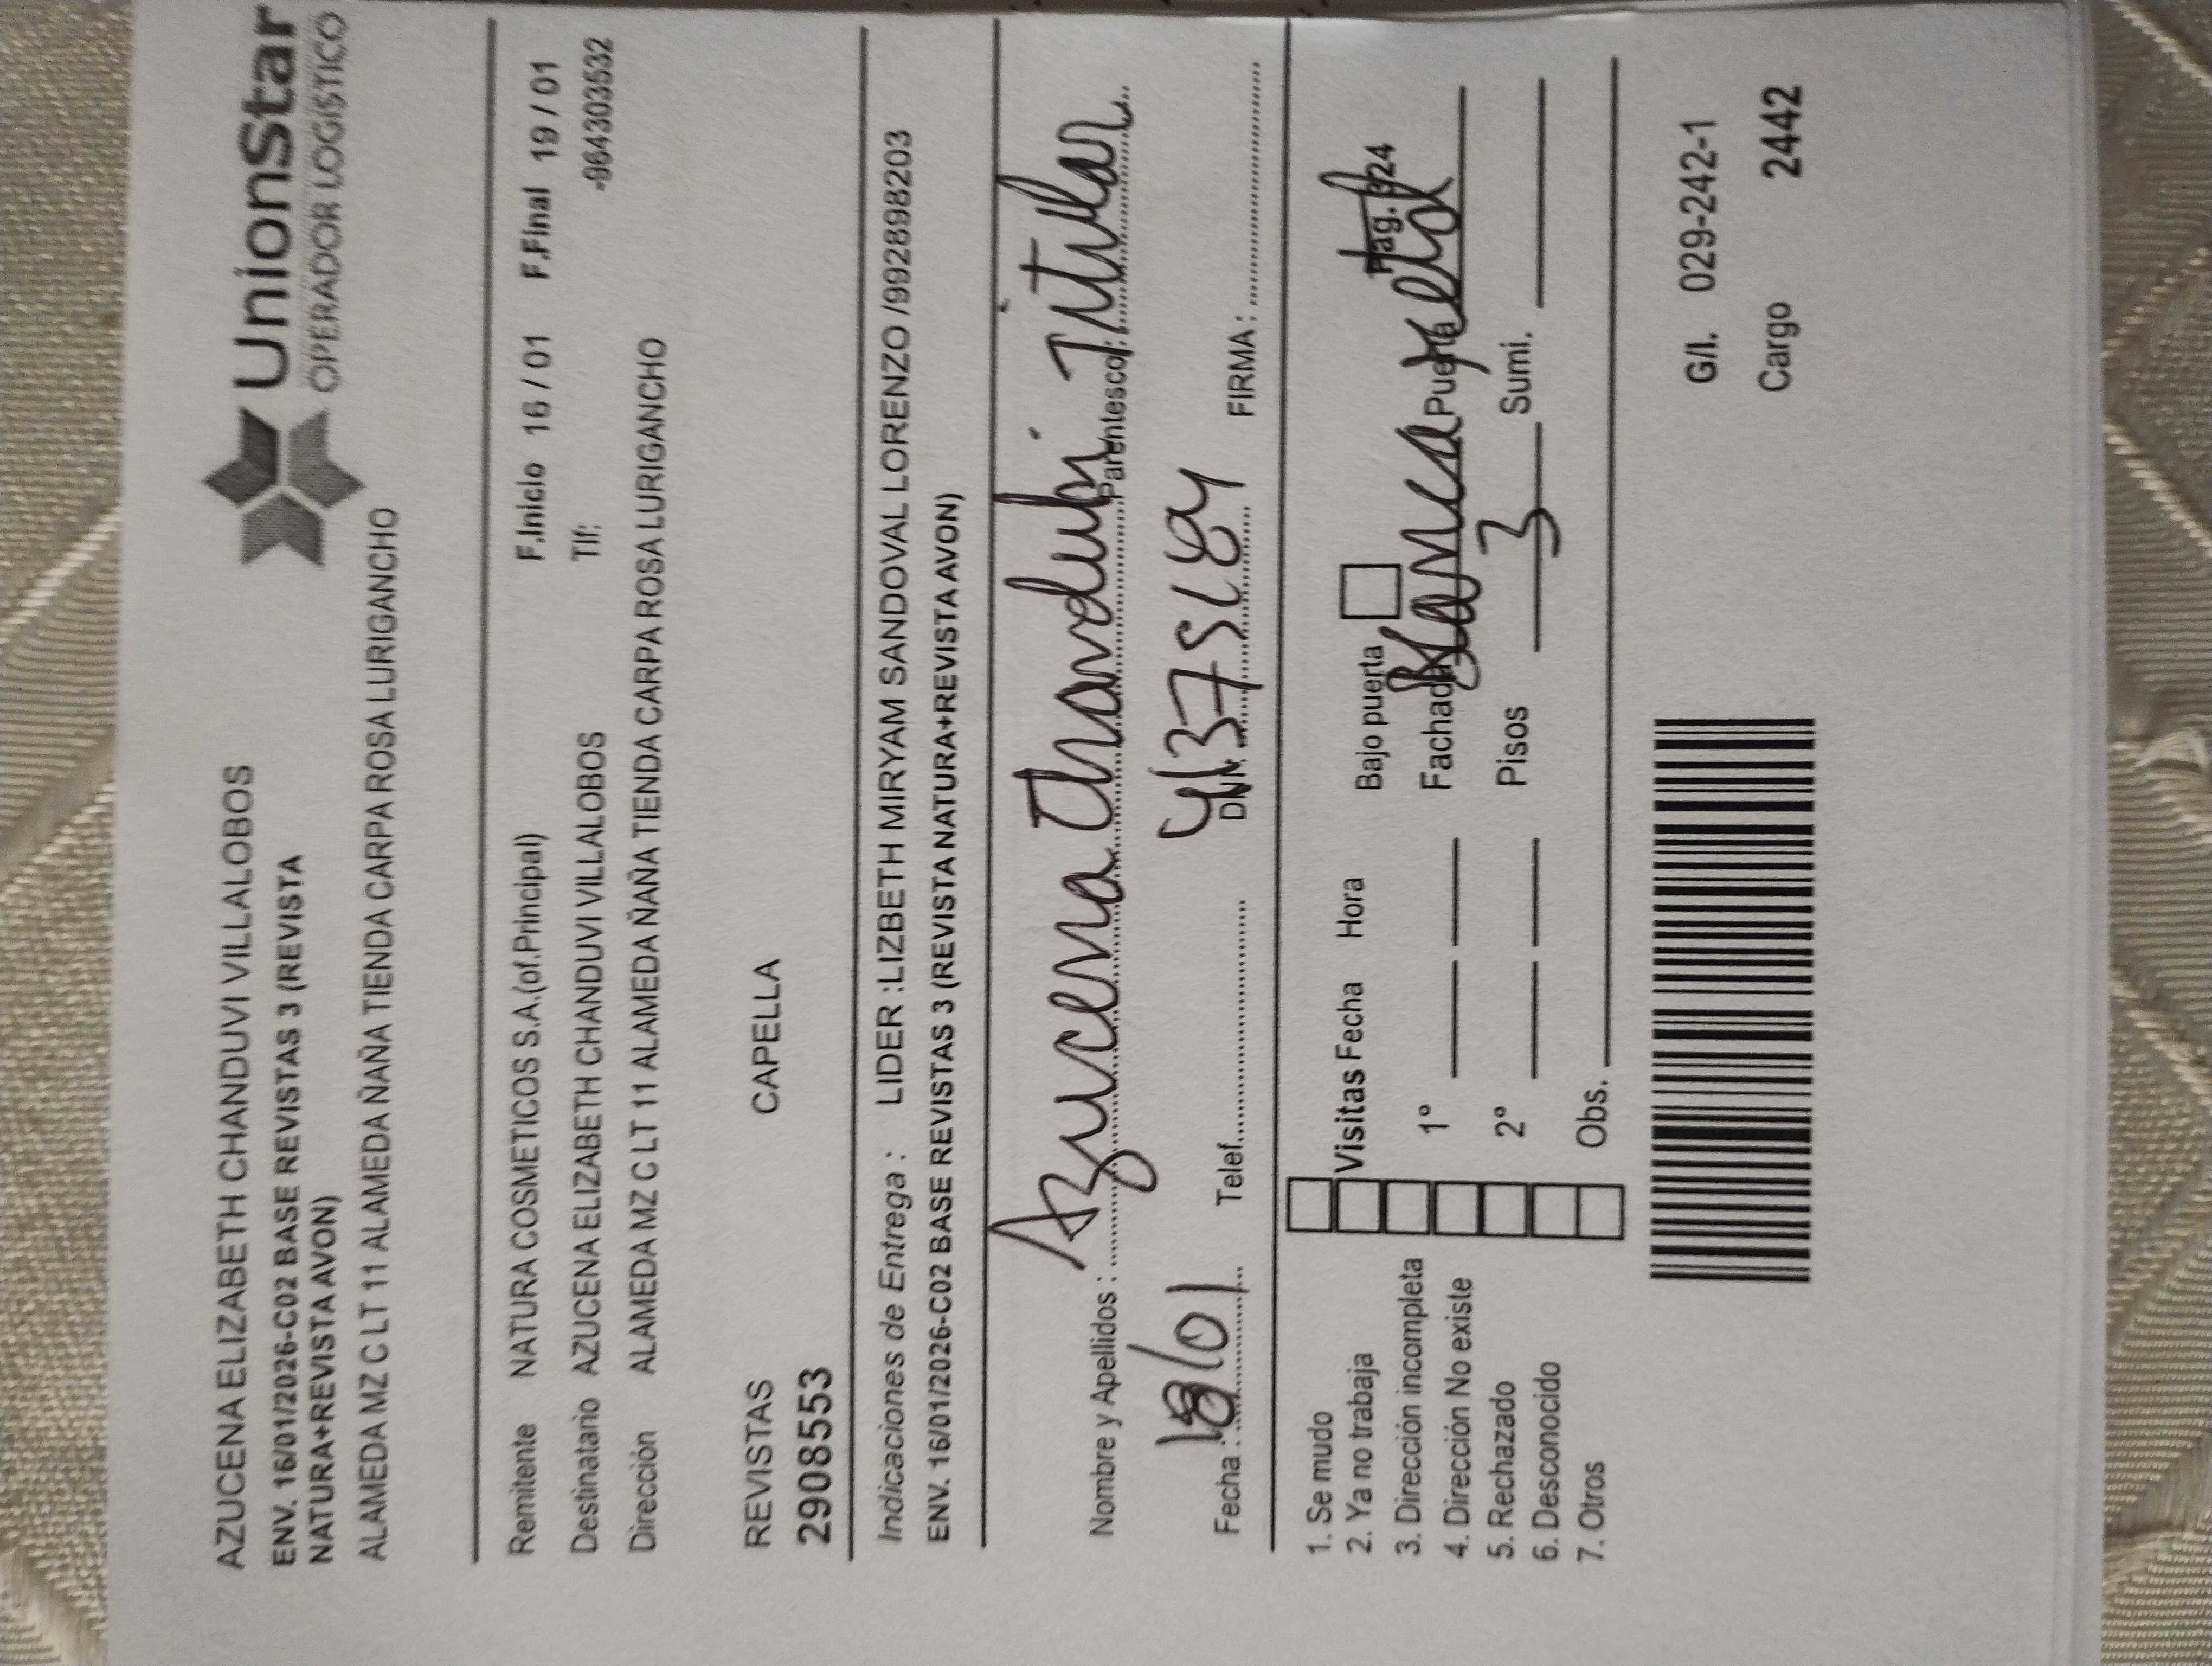 UnionStar
OPERADOR LOGISTICO
AZUCENA ELIZABETH CHANDUVI VILLALOBOS
ENV. 16/01/2026-C02 BASE REVISTAS 3 (REVISTA
NATURA+REVISTA AVON)
ALAMEDA MZ C LT 11 ALAMEDA ÑAÑA TIENDA CARPA ROSA LURIGANCHO
Remitente NATURA COSMETICOS S.A.(of.Principal) F.Inicio 16 / 01 F.Final 19 / 01
Destinatario AZUCENA ELIZABETH CHANDUVI VILLALOBOS Tlf: -964303532
Dirección ALAMEDA MZ C LT 11 ALAMEDA ÑAÑA TIENDA CARPA ROSA LURIGANCHO
REVISTAS CAPELLA
2908553
Indicaciones de Entrega : LIDER :LIZBETH MIRYAM SANDOVAL LORENZO /992898203
ENV. 16/01/2026-C02 BASE REVISTAS 3 (REVISTA NATURA+REVISTA AVON)
Nombre y Apellidos : Azucena Chanduvi Parentesco: Titular
Fecha : Telef. DNI: FIRMA :
1. Se mudo
2. Ya no trabaja Visitas Fecha Hora Bajo puerta
3. Dirección incompleta 1° Fachada Blanca Puerta
4. Dirección No existe
5. Rechazado 2° Pisos 3 Sumi.
6. Desconocido
7. Otros Obs.
G/I. 029-242-1
Cargo 2442